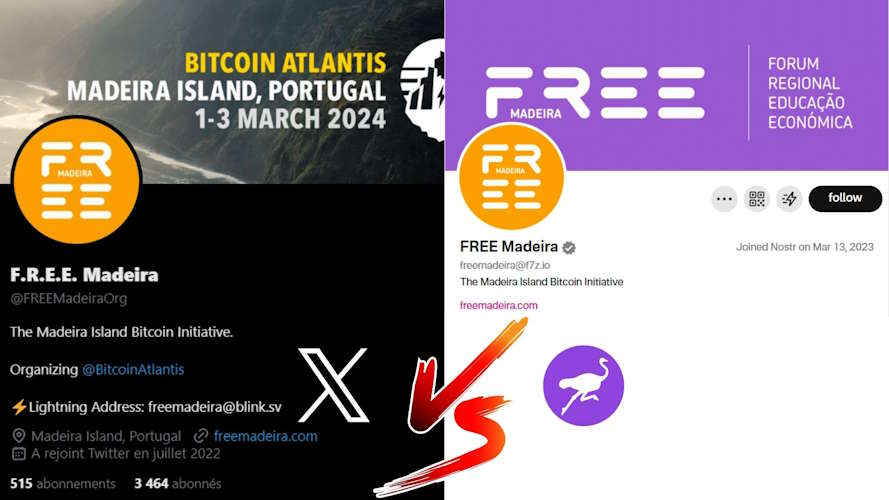 BITCOIN ATLANTIS
MADEIRA ISLAND, PORTUGAL
1-3 MARCH 2024
FR
MADEIRA
EE
F.R.E.E. Madeira
@FREEMadeiraOrg
The Madeira Island Bitcoin Initiative.
Organizing @BitcoinAtlantis
⚡Lightning Address: freemadeira@blink.sv
Madeira Island, Portugal freemadeira.com
A rejoint Twitter en juillet 2022
515 abonnements 3 464 abonnés
X
VS
FREE
MADEIRA
FORUM
REGIONAL
EDUCAÇÃO
ECONÓMICA
FR
MADEIRA
EE
follow
FREE Madeira
Joined Nostr on Mar 13, 2023
freemadeira@f7z.io
The Madeira Island Bitcoin Initiative
freemadeira.com